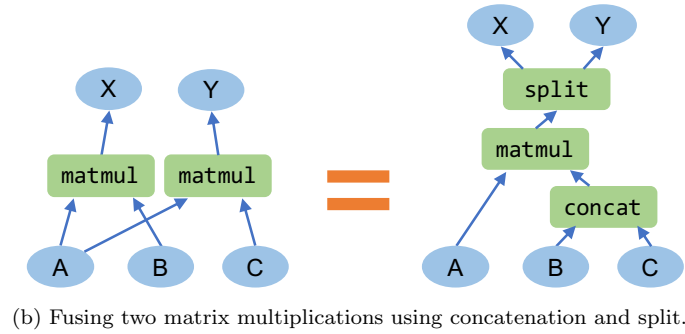 X Y
split
matmul
concat
A B C
X Y
matmul matmul
A B C
(b) Fusing two matrix multiplications using concatenation and split.